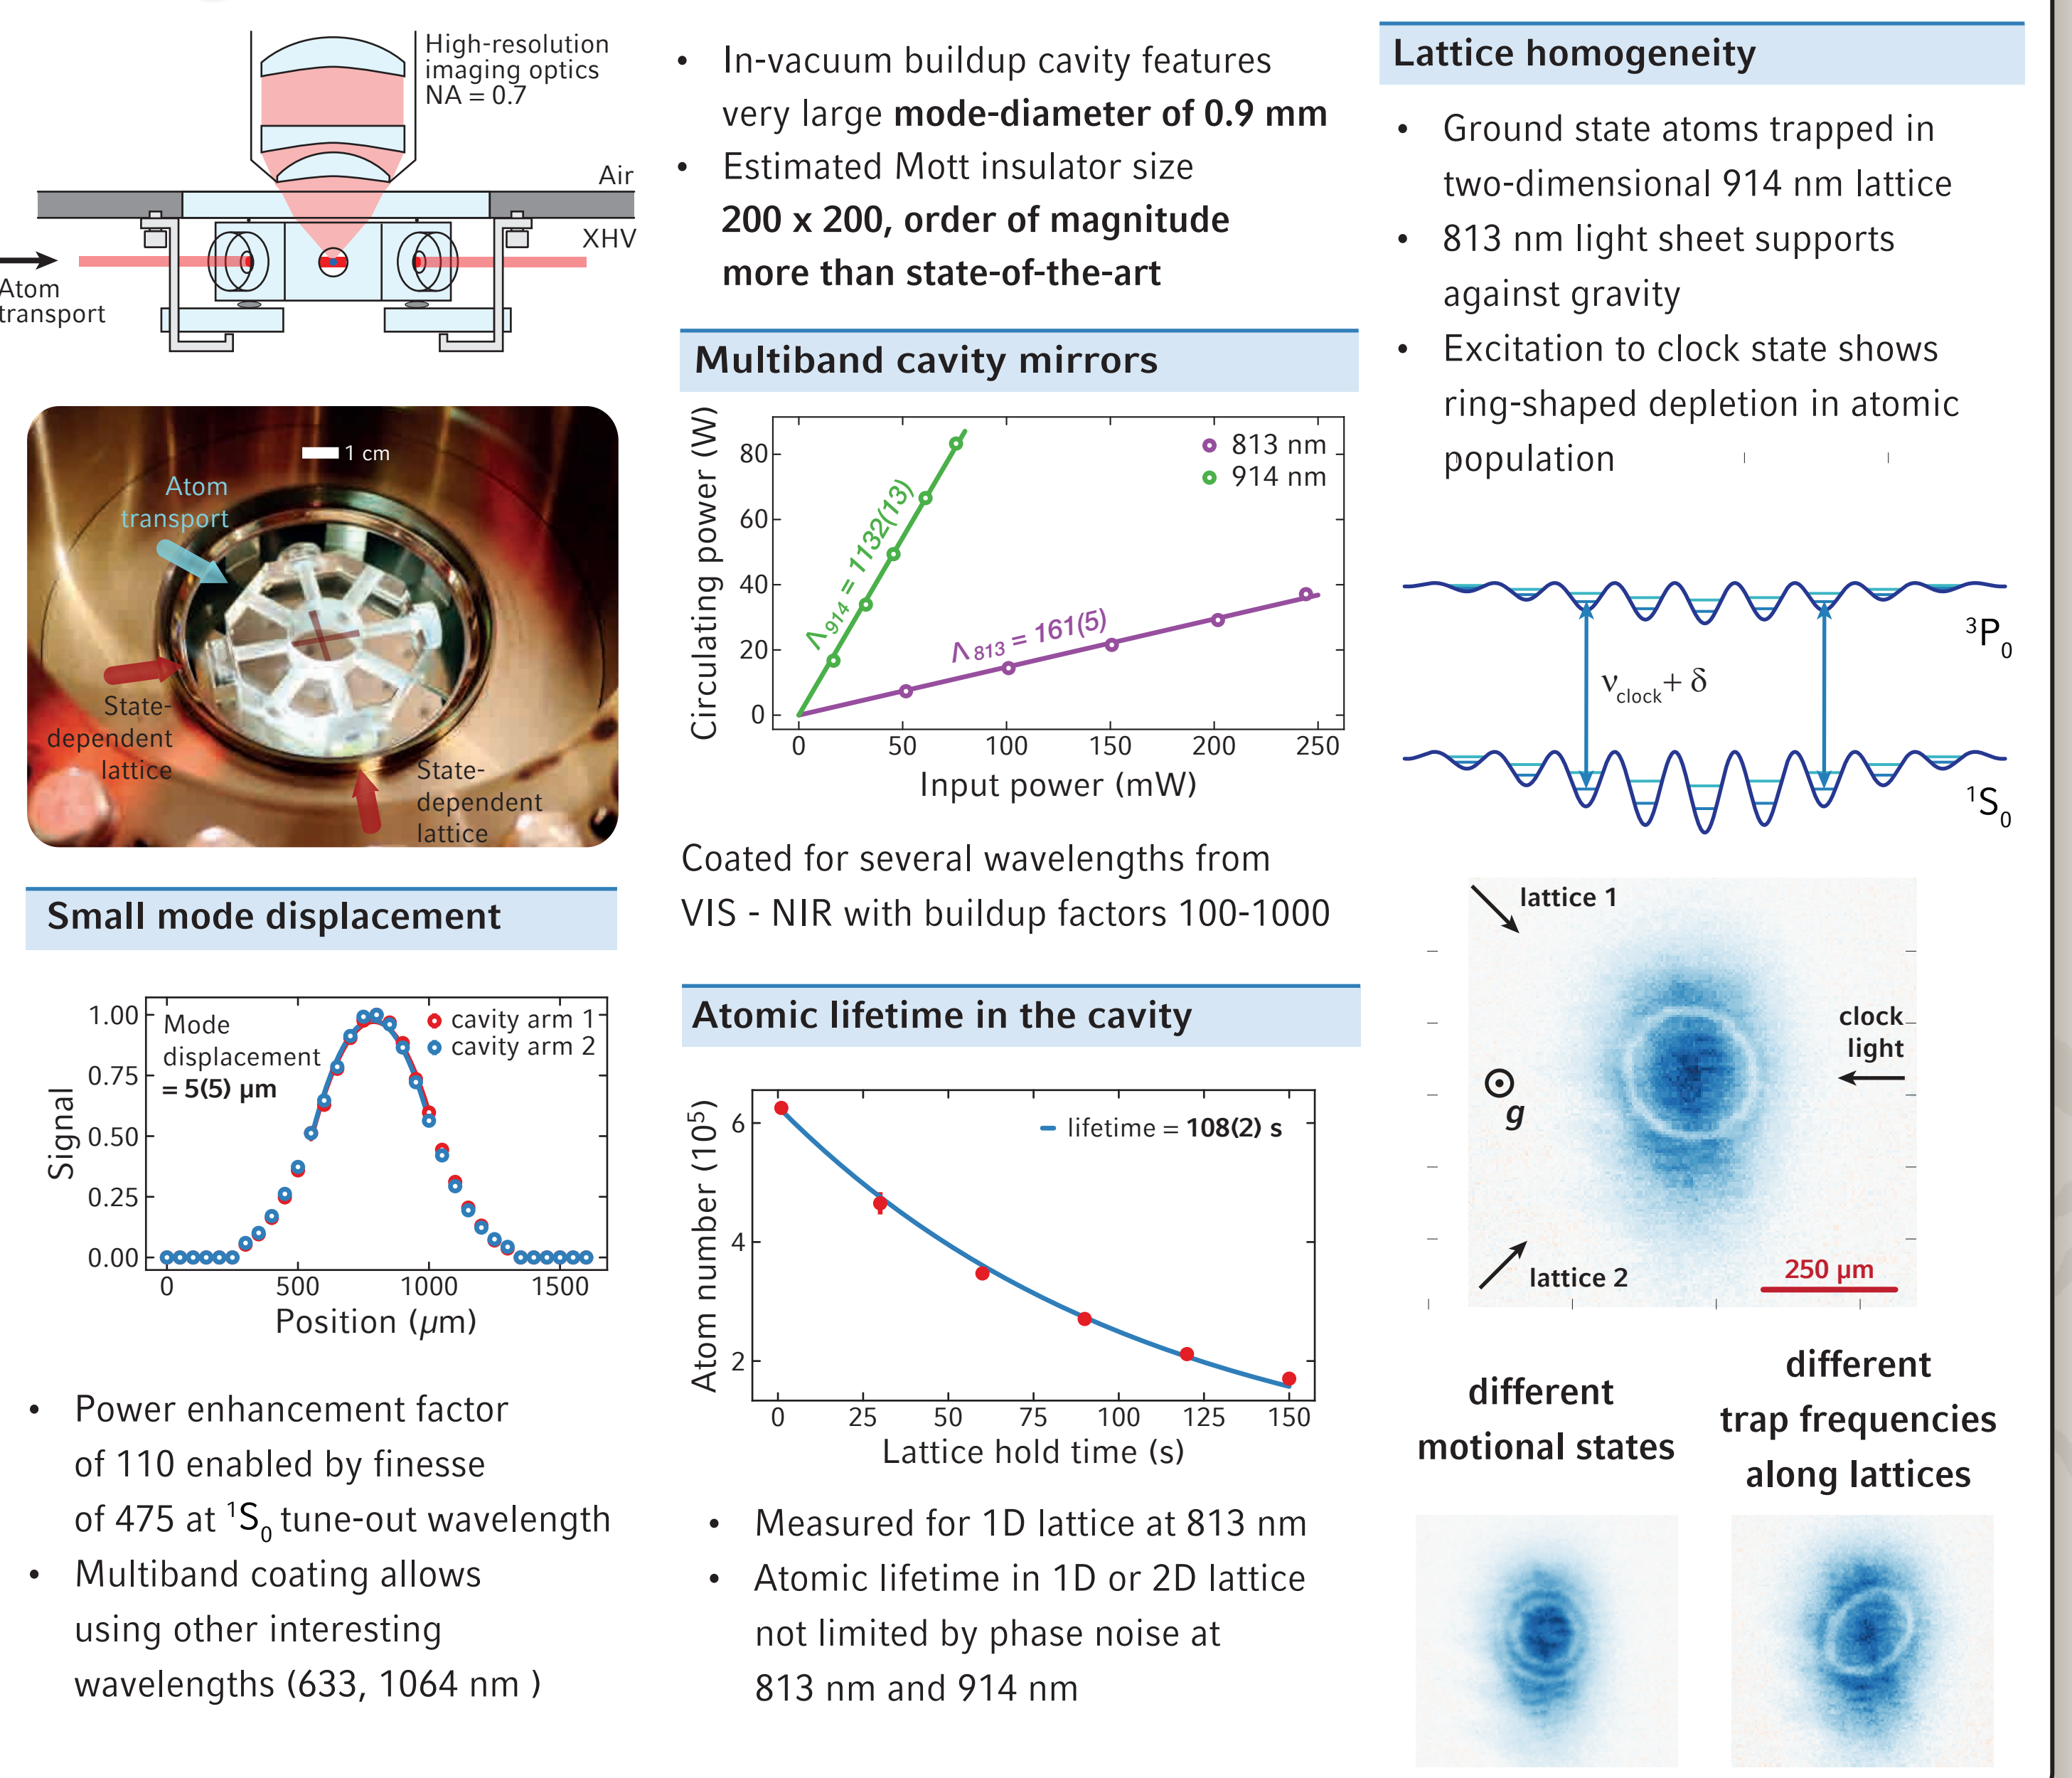 High-resolution
imaging optics
NA = 0.7
Air
XHV
Atom
transport
1 cm
Atom
transport
State-
dependent
lattice
State-
dependent
lattice
Small mode displacement
1.00
0.75
0.50
0.25
0.00
Signal
Mode
displacement
= 5(5) µm
cavity arm 1
cavity arm 2
0 500 1000 1500
Position (µm)
• Power enhancement factor
of 110 enabled by finesse
of 475 at ¹S₀ tune-out wavelength
• Multiband coating allows
using other interesting
wavelengths (633, 1064 nm )
• In-vacuum buildup cavity features
very large mode-diameter of 0.9 mm
• Estimated Mott insulator size
200 x 200, order of magnitude
more than state-of-the-art
Multiband cavity mirrors
80
60
40
20
0
Circulating power (W)
813 nm
914 nm
Λ₉₁₄ = 1132(13)
Λ₈₁₃ = 161(5)
0 50 100 150 200 250
Input power (mW)
Coated for several wavelengths from
VIS - NIR with buildup factors 100-1000
Atomic lifetime in the cavity
6
4
2
Atom number (10⁵)
lifetime = 108(2) s
0 25 50 75 100 125 150
Lattice hold time (s)
• Measured for 1D lattice at 813 nm
• Atomic lifetime in 1D or 2D lattice
not limited by phase noise at
813 nm and 914 nm
Lattice homogeneity
• Ground state atoms trapped in
two-dimensional 914 nm lattice
• 813 nm light sheet supports
against gravity
• Excitation to clock state shows
ring-shaped depletion in atomic
population
³P₀
ν_clock + δ
¹S₀
lattice 1
clock
light
g
lattice 2
250 µm
different
motional states
different
trap frequencies
along lattices